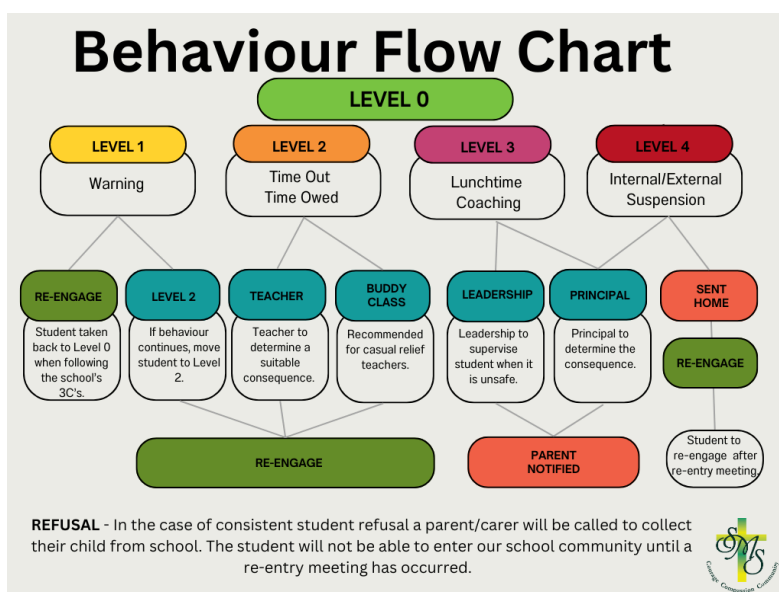 Behaviour Flow Chart
LEVEL 0
LEVEL 1
Warning
LEVEL 2
Time Out
Time Owed
LEVEL 3
Lunchtime
Coaching
LEVEL 4
Internal/External
Suspension
RE-ENGAGE
Student taken
back to Level 0
when following
the school's
3C's.
LEVEL 2
If behaviour
continues, move
student to Level
2.
TEACHER
Teacher to
determine a
suitable
consequence.
BUDDY
CLASS
Recommended
for casual relief
teachers.
LEADERSHIP
Leadership to
supervise
student when it
is unsafe.
PRINCIPAL
Principal to
determine the
consequence.
SENT
HOME
RE-ENGAGE
Student to
re-engage after
re-entry meeting.
RE-ENGAGE
PARENT
NOTIFIED
REFUSAL - In the case of consistent student refusal a parent/carer will be called to collect
their child from school. The student will not be able to enter our school community until a
re-entry meeting has occurred.
SMS
Courage Compassion Community